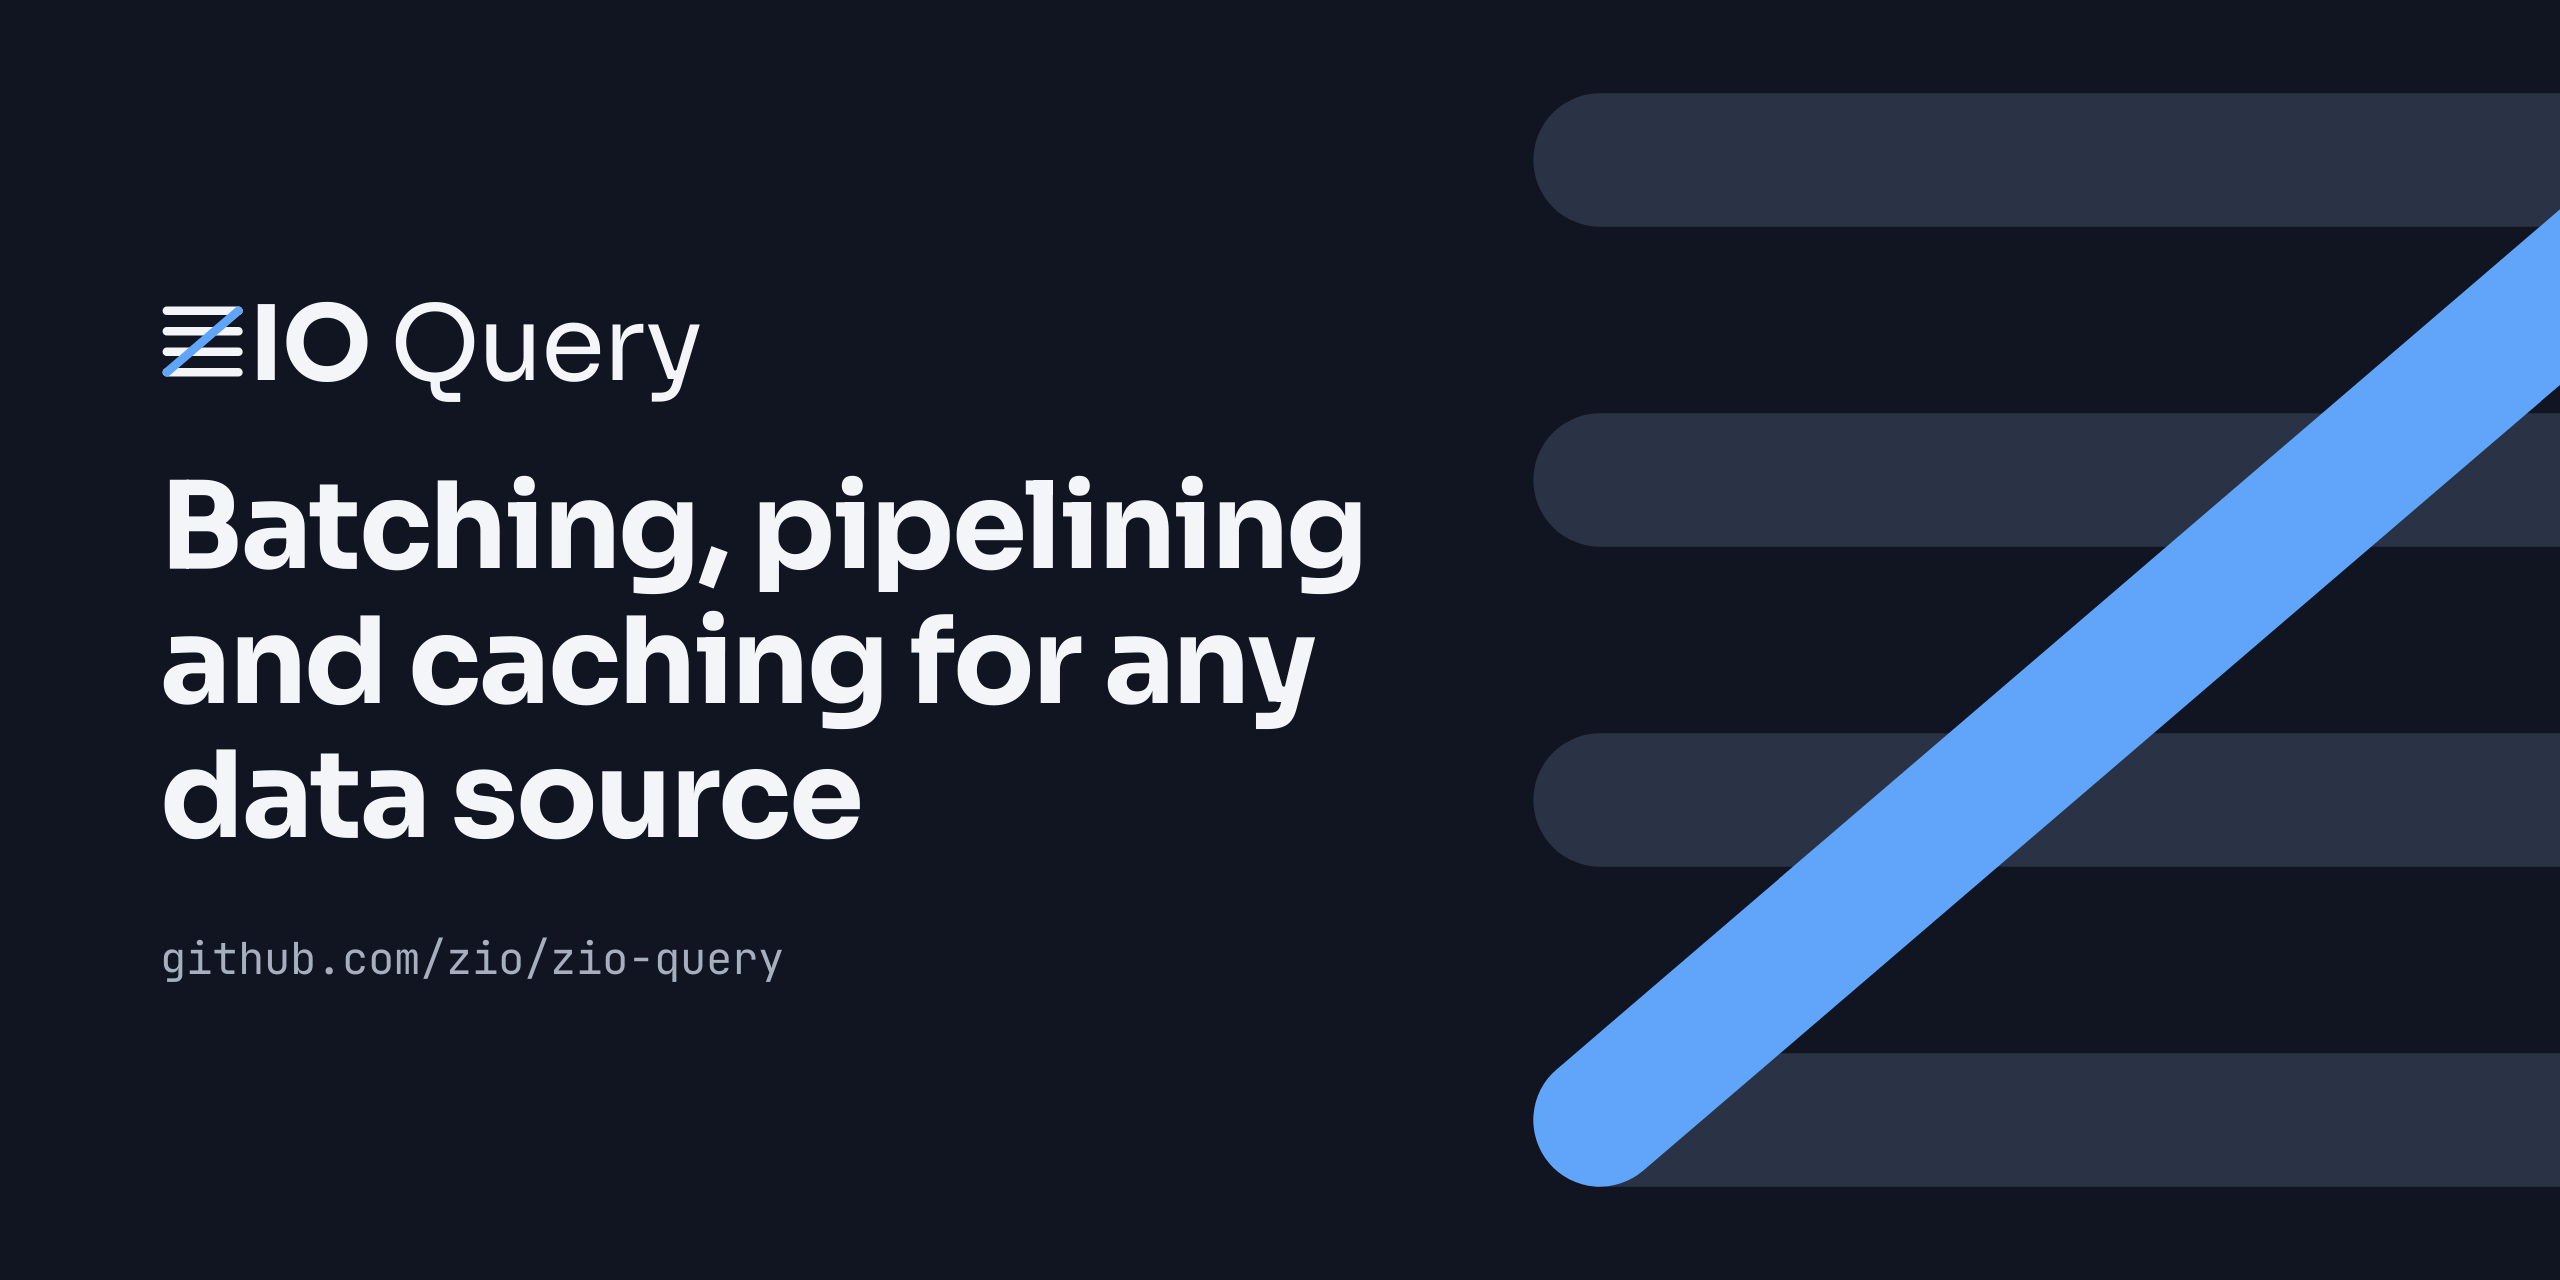 ZIO Query
Batching, pipelining
and caching for any
data source
github.com/zio/zio-query